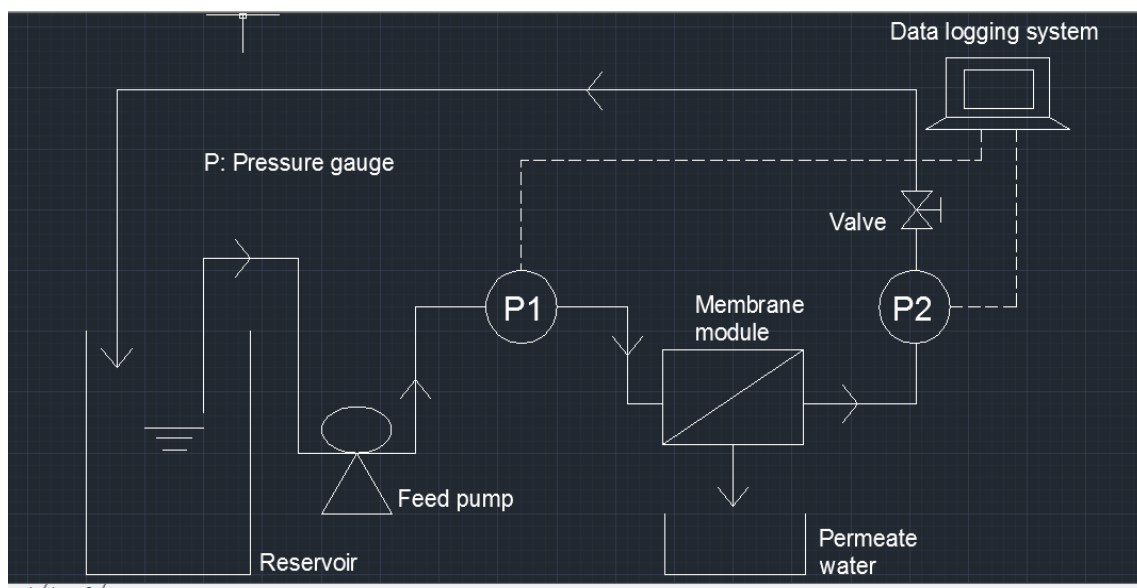 Data logging system
P: Pressure gauge
Valve
P1
Membrane
module
P2
Feed pump
Reservoir
Permeate
water